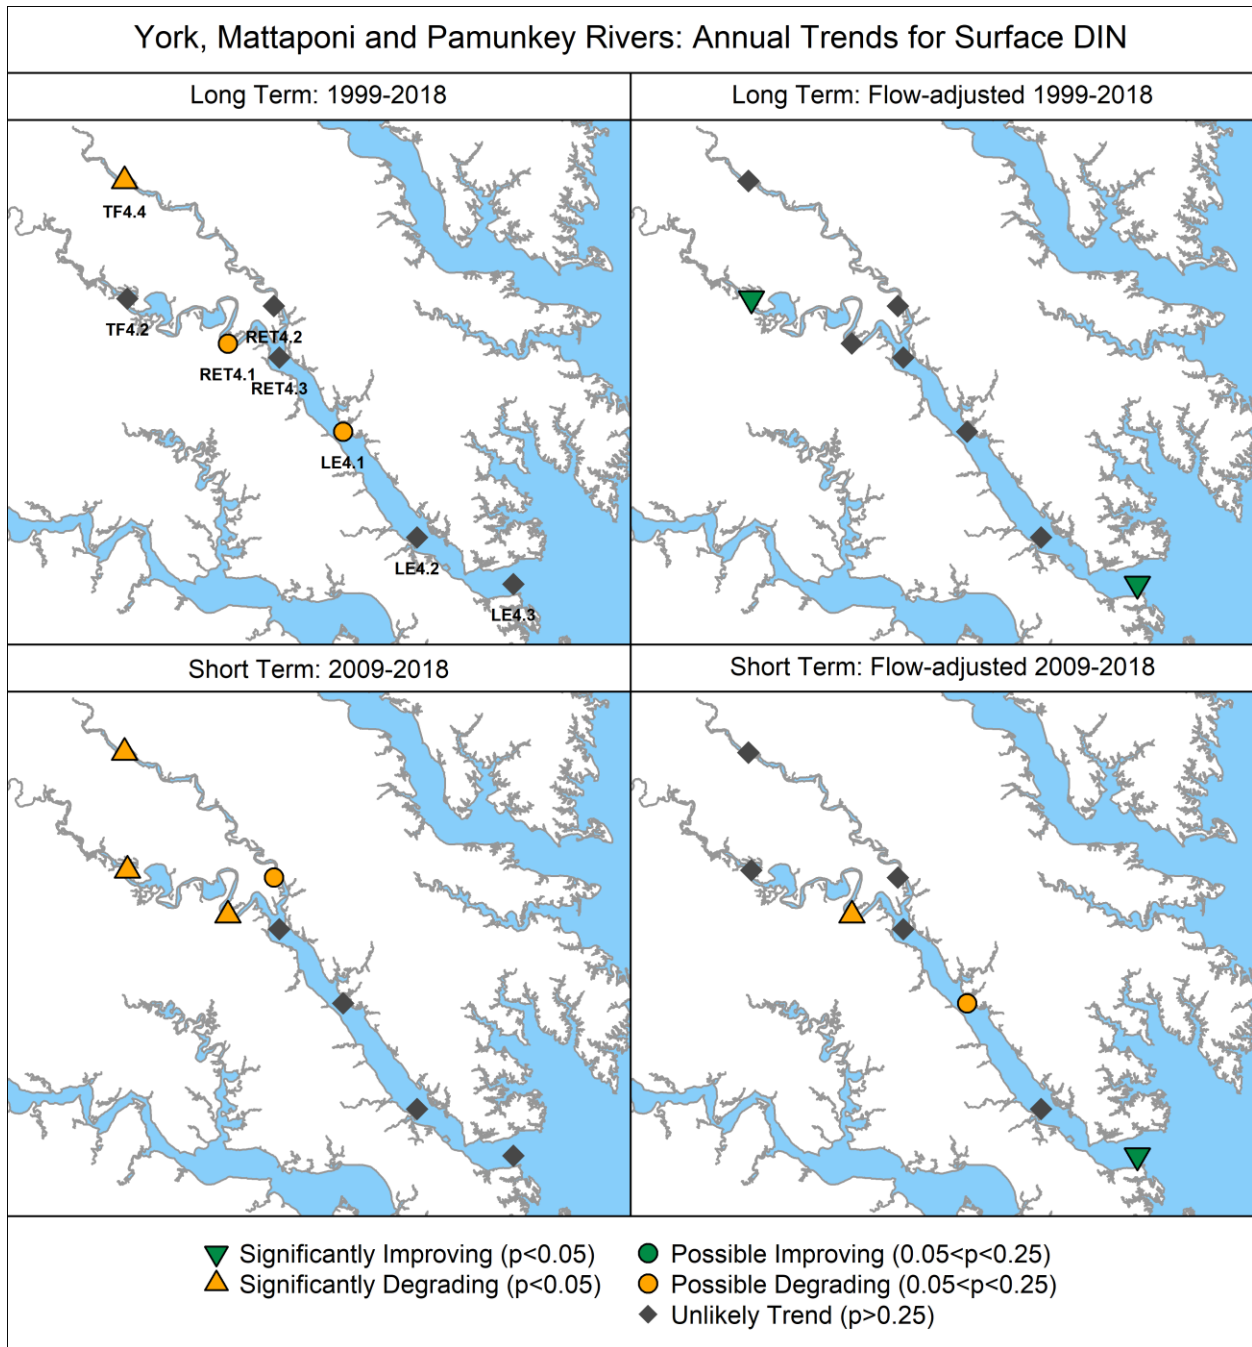 York, Mattaponi and Pamunkey Rivers: Annual Trends for Surface DIN
Long Term: 1999-2018
Long Term: Flow-adjusted 1999-2018
TF4.4
TF4.2
RET4.2
RET4.1
RET4.3
LE4.1
LE4.2
LE4.3
Short Term: 2009-2018
Short Term: Flow-adjusted 2009-2018
Significantly Improving (p<0.05)
Significantly Degrading (p<0.05)
Possible Improving (0.05<p<0.25)
Possible Degrading (0.05<p<0.25)
Unlikely Trend (p>0.25)